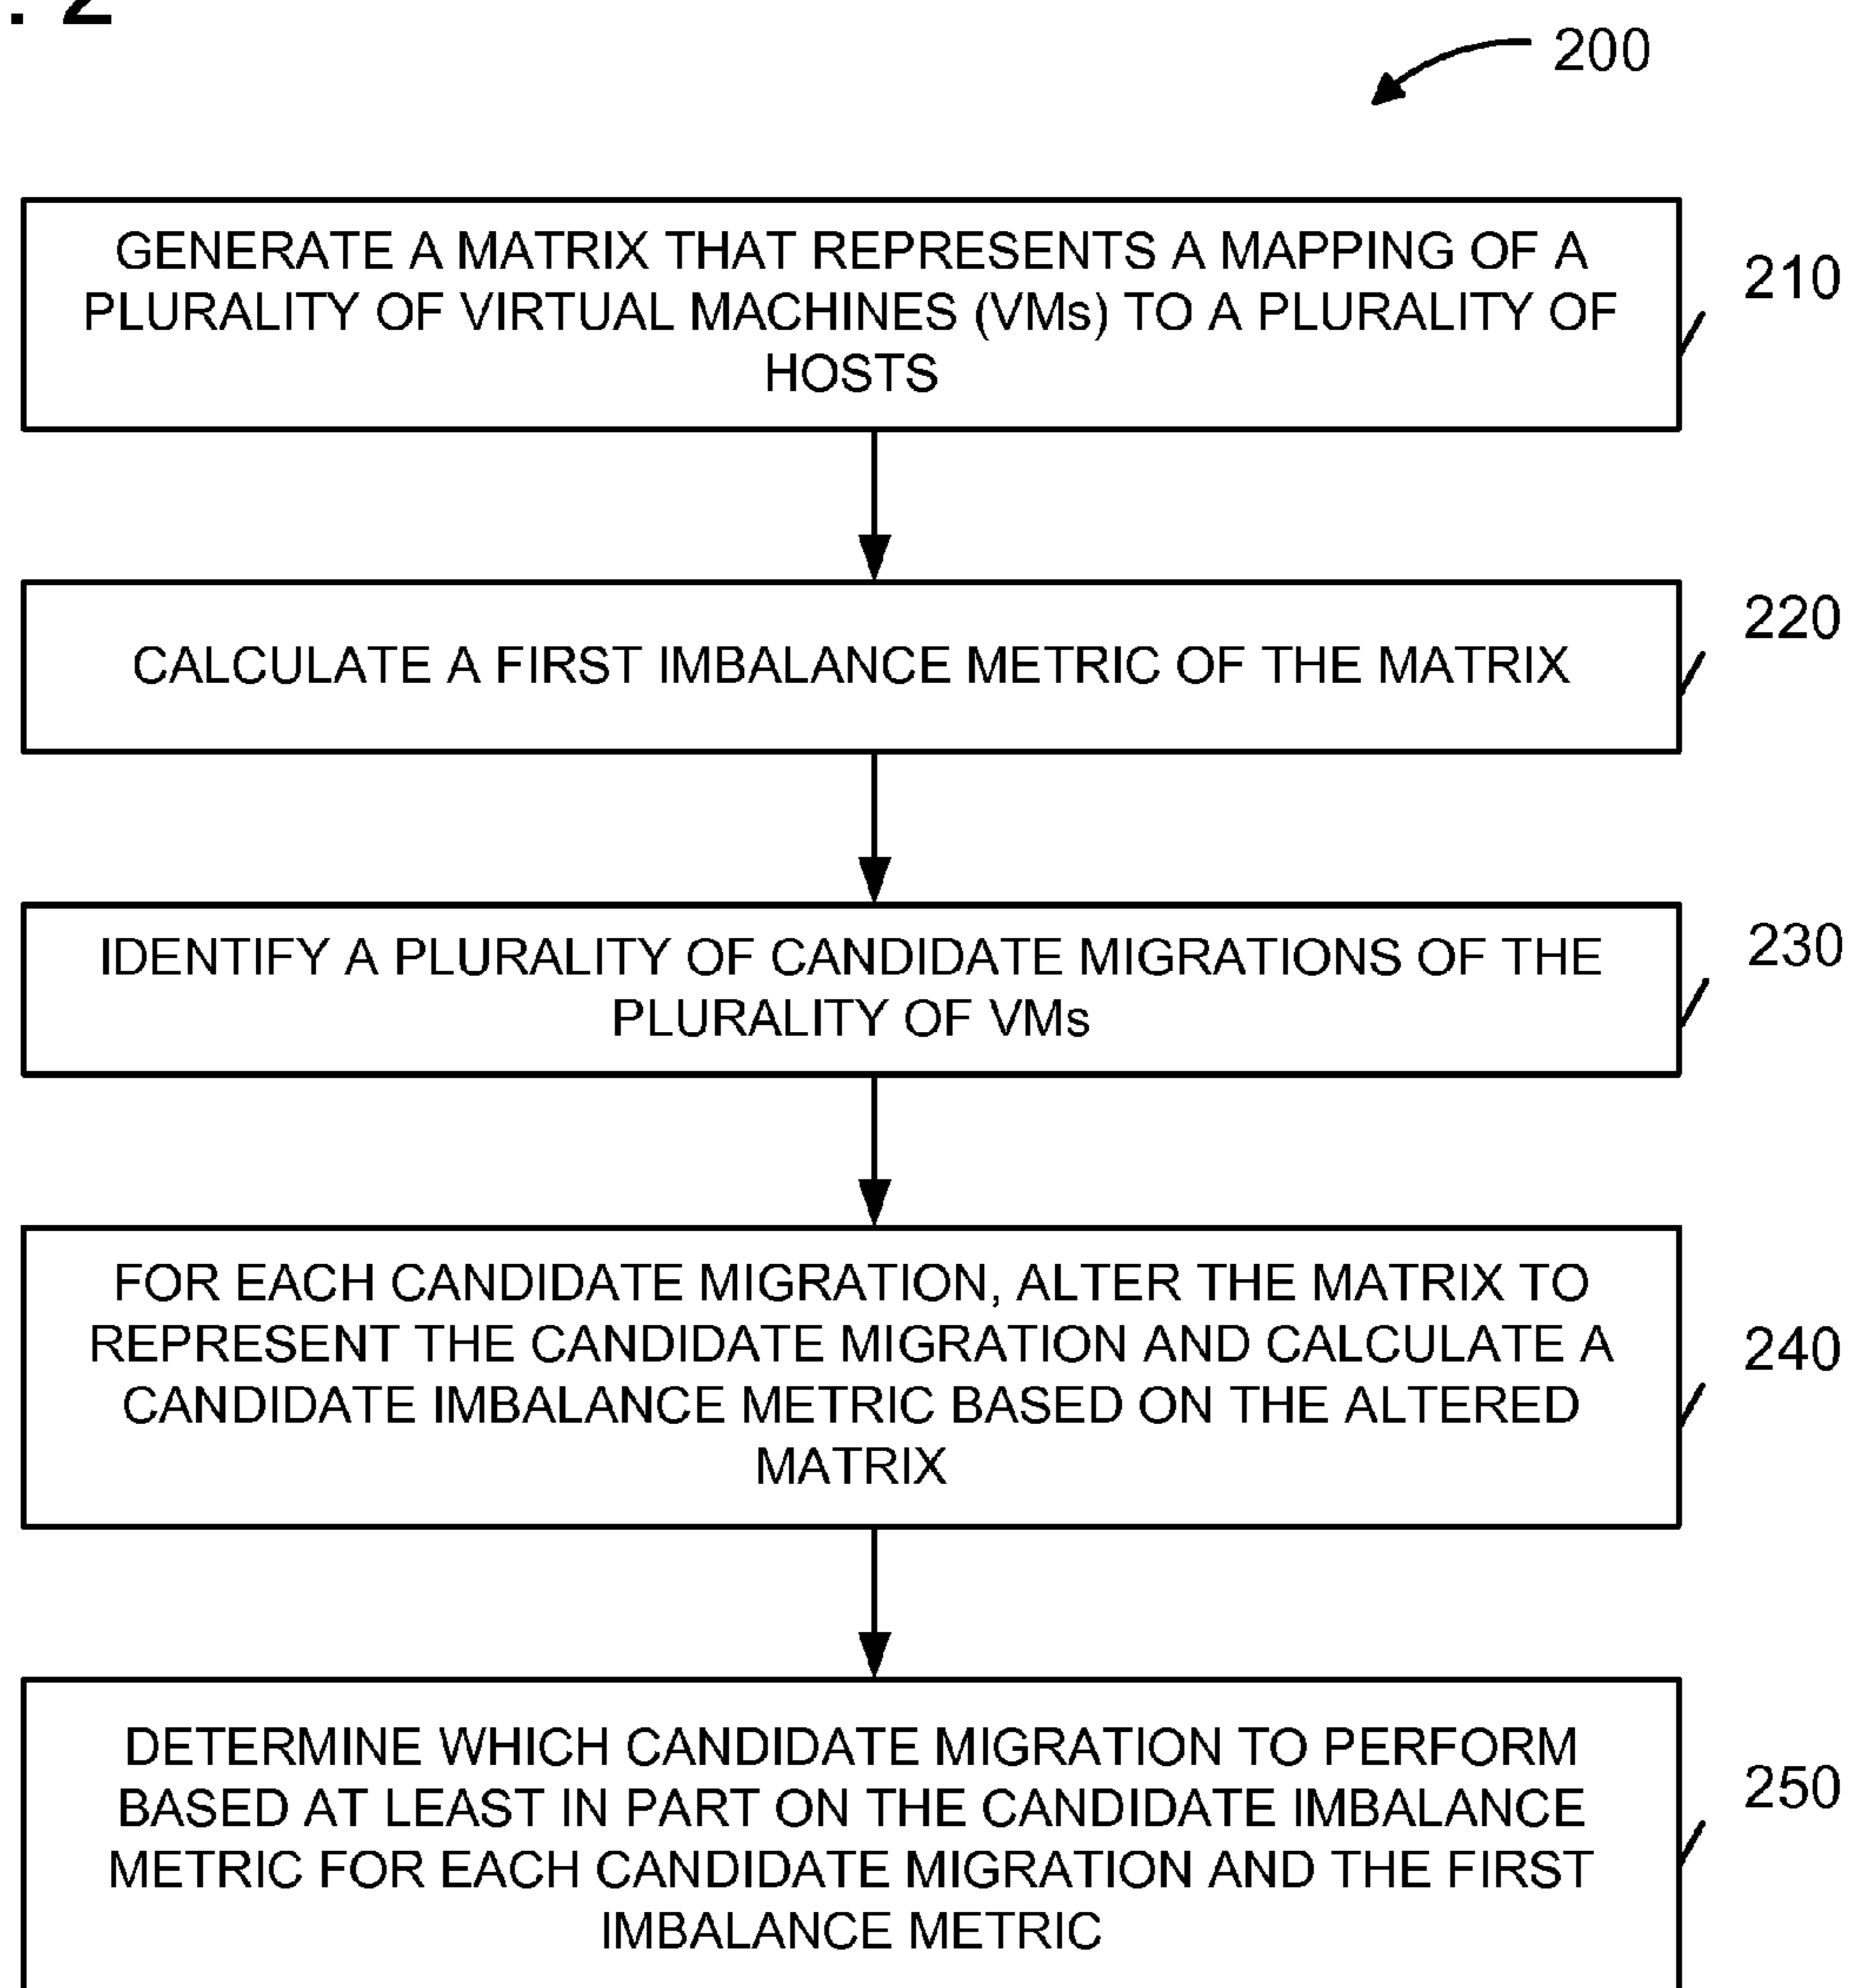 . 2
200
GENERATE A MATRIX THAT REPRESENTS A MAPPING OF A
PLURALITY OF VIRTUAL MACHINES (VMs) TO A PLURALITY OF
HOSTS
210
CALCULATE A FIRST IMBALANCE METRIC OF THE MATRIX
220
IDENTIFY A PLURALITY OF CANDIDATE MIGRATIONS OF THE
PLURALITY OF VMs
230
FOR EACH CANDIDATE MIGRATION, ALTER THE MATRIX TO
REPRESENT THE CANDIDATE MIGRATION AND CALCULATE A
CANDIDATE IMBALANCE METRIC BASED ON THE ALTERED
MATRIX
240
DETERMINE WHICH CANDIDATE MIGRATION TO PERFORM
BASED AT LEAST IN PART ON THE CANDIDATE IMBALANCE
METRIC FOR EACH CANDIDATE MIGRATION AND THE FIRST
IMBALANCE METRIC
250